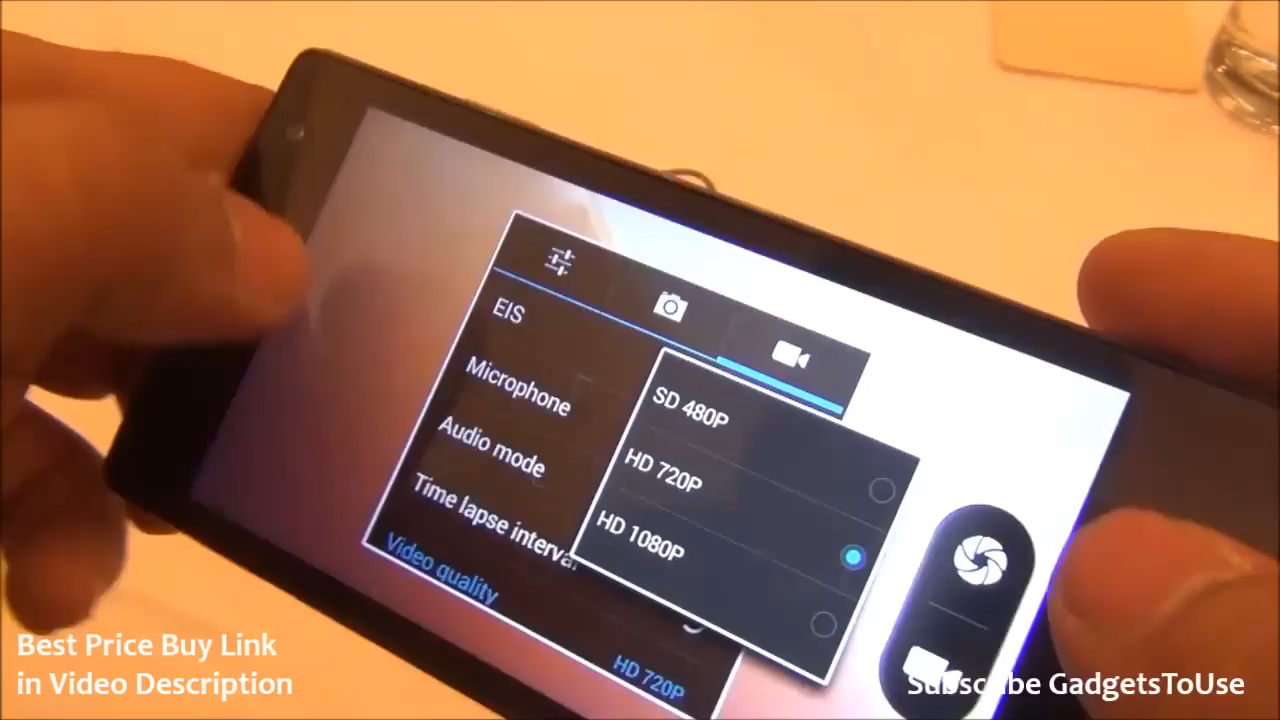 EIS
Microphone
Audio mode
Time lapse interval
Video quality
HD 720P
SD 480P
HD 720P
HD 1080P
Best Price Buy Link
in Video Description
Subscribe GadgetsToUse